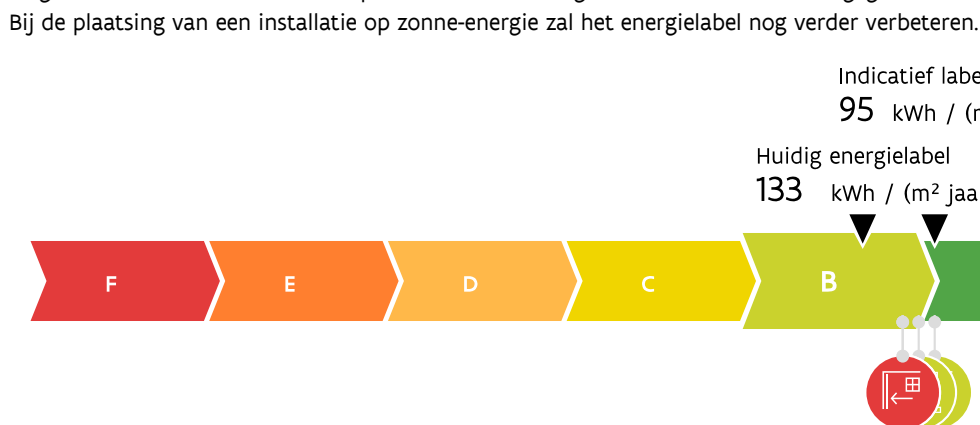 Bij de plaatsing van een installatie op zonne-energie zal het energielabel nog verder verbeteren.
Indicatief
95 kWh /
Huidig energielabel
133 kWh / (m²
F E D C B